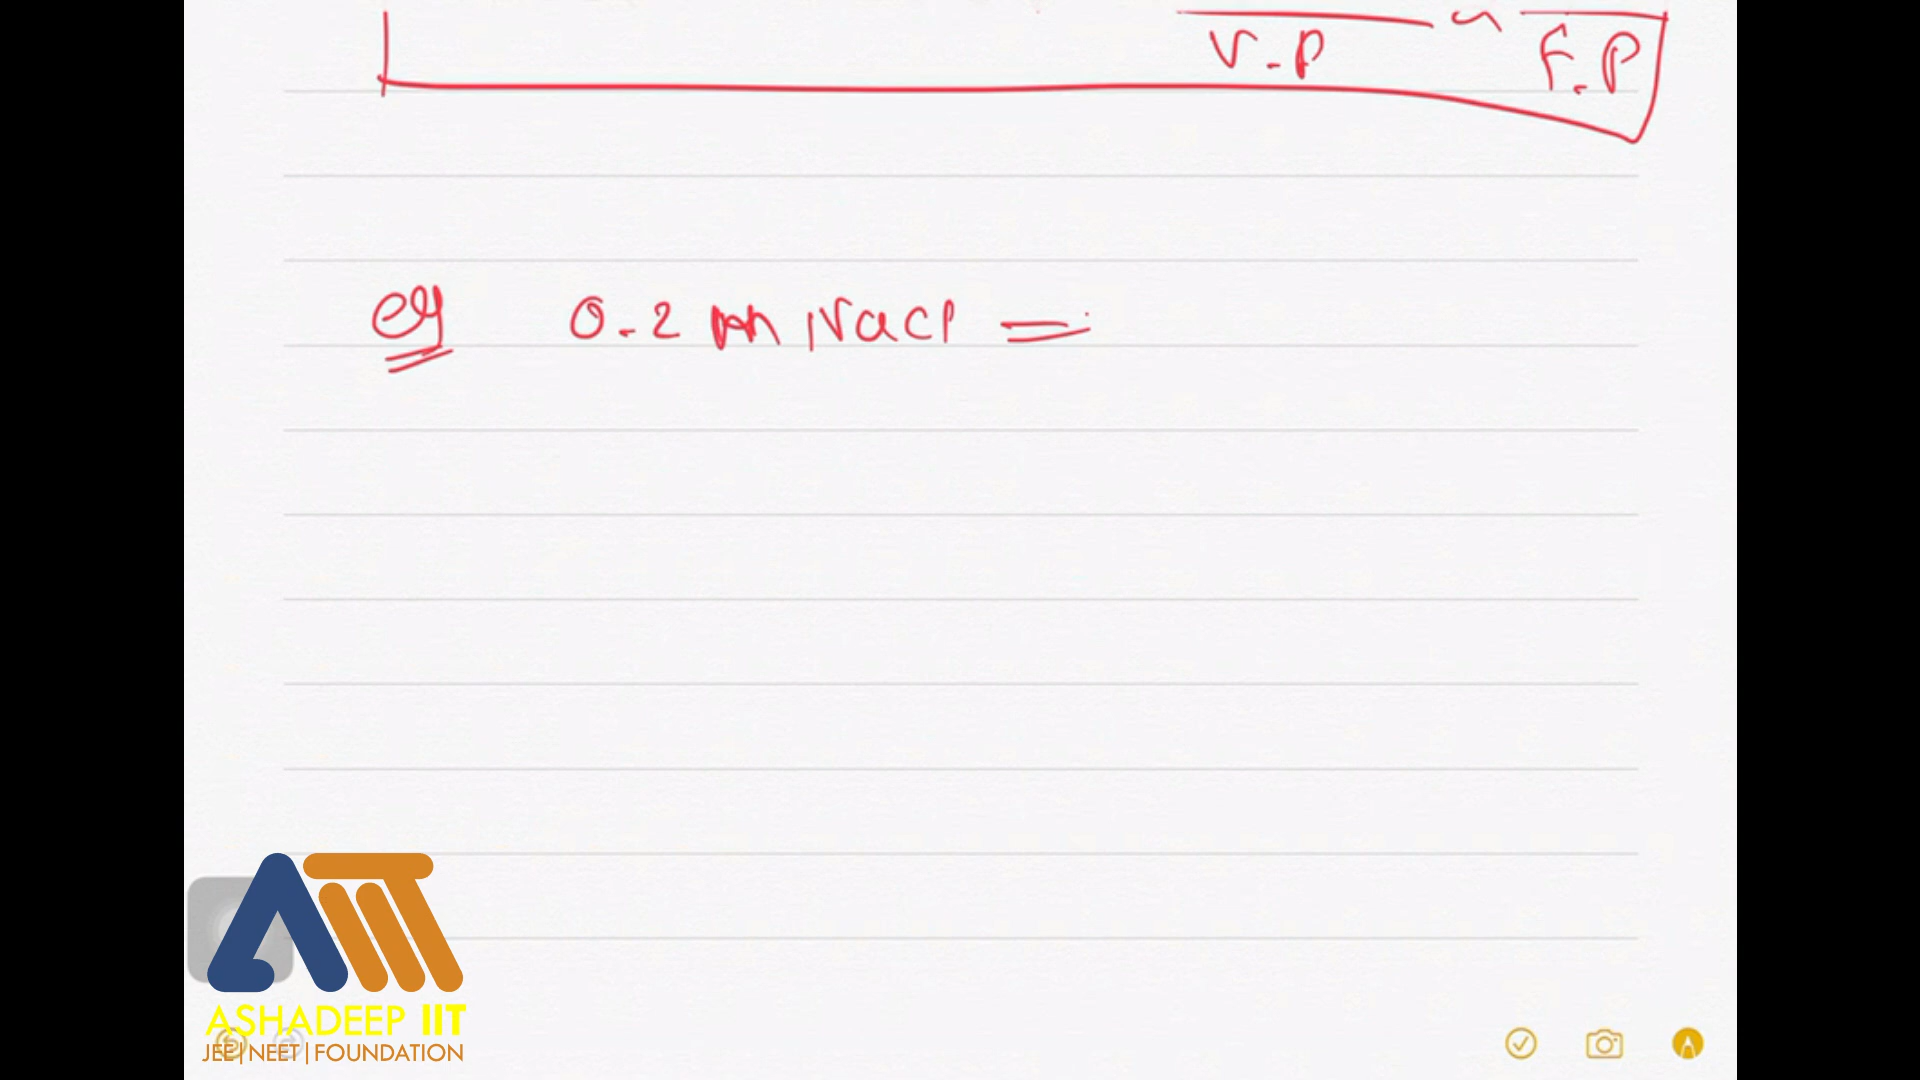 V.P F.P
eg 0.2 m NaCl =
ASHADEEP IIT
JEE|NEET|FOUNDATION